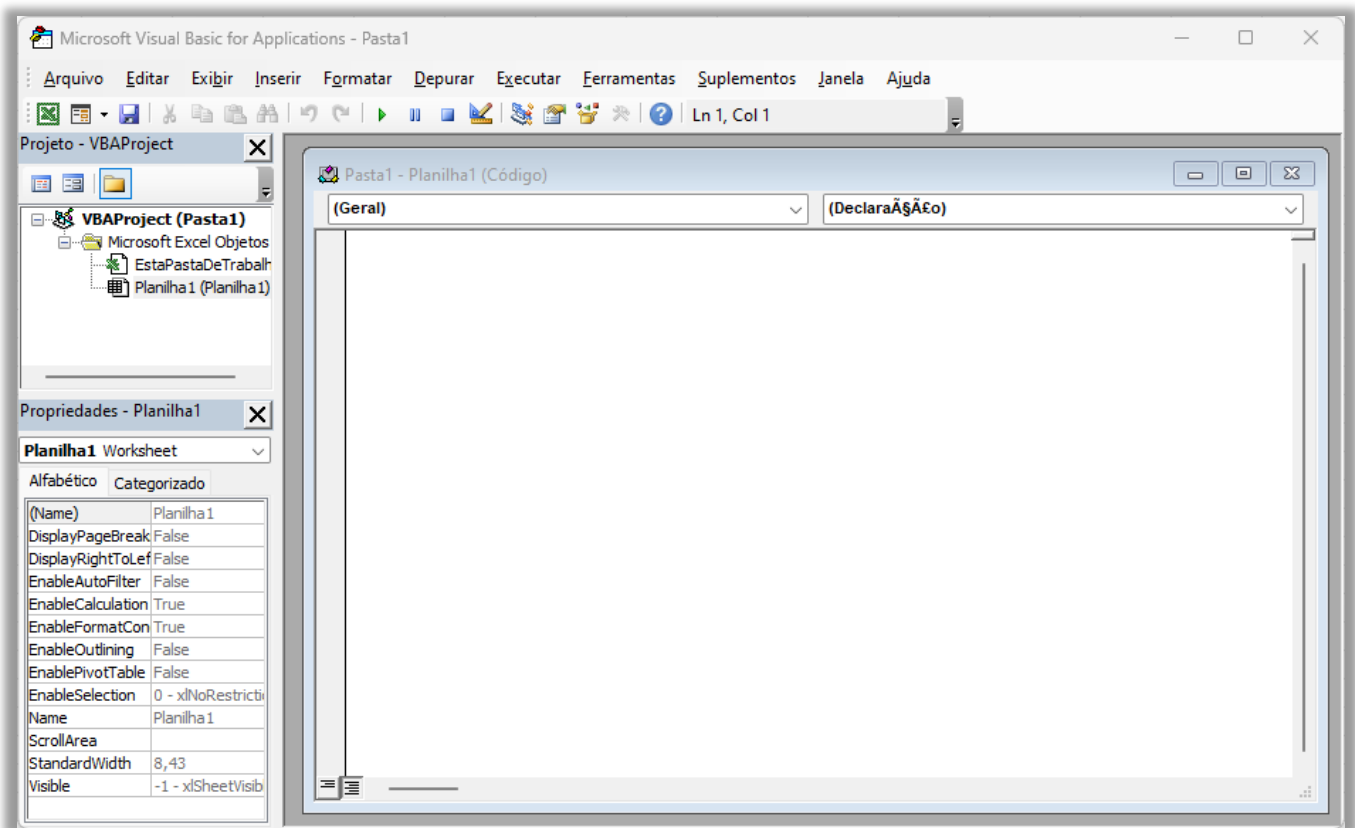 Microsoft Visual Basic for Applications - Pasta1
Arquivo Editar Exibir Inserir Formatar Depurar Executar Ferramentas Suplementos Janela Ajuda
Ln 1, Col 1
Projeto - VBAProject
VBAProject (Pasta1)
Microsoft Excel Objetos
EstaPastaDeTrabalh
Planilha1 (Planilha1)
Propriedades - Planilha1
Planilha1 Worksheet
Alfabético Categorizado
(Name) Planilha1
DisplayPageBreak False
DisplayRightToLef False
EnableAutoFilter False
EnableCalculation True
EnableFormatCon True
EnableOutlining False
EnablePivotTable False
EnableSelection 0 - xlNoRestricti
Name Planilha1
ScrollArea
StandardWidth 8,43
Visible -1 - xlSheetVisib
Pasta1 - Planilha1 (Código)
(Geral) (DeclaraÃ§Ã£o)